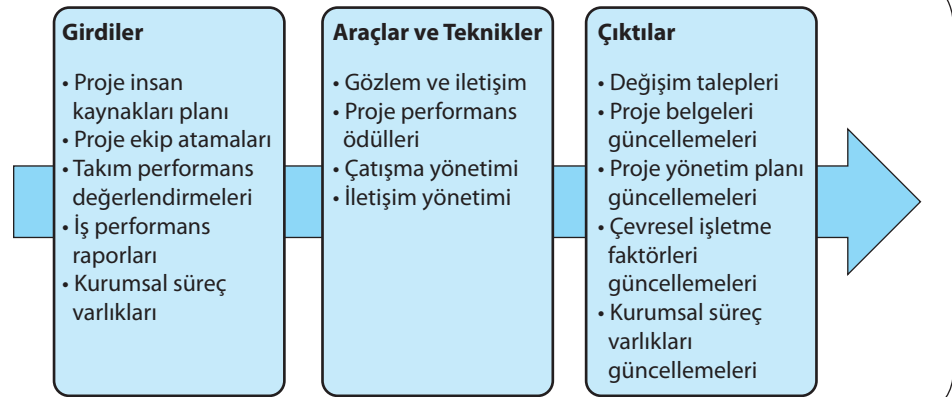 Girdiler
• Proje insan
kaynakları planı
• Proje ekip atamaları
• Takım performans
değerlendirmeleri
• İş performans
raporları
• Kurumsal süreç
varlıkları
Araçlar ve Teknikler
• Gözlem ve iletişim
• Proje performans
ödülleri
• Çatışma yönetimi
• İletişim yönetimi
Çıktılar
• Değişim talepleri
• Proje belgeleri
güncellemeleri
• Proje yönetim planı
güncellemeleri
• Çevresel işletme
faktörleri
güncellemeleri
• Kurumsal süreç
varlıkları
güncellemeleri